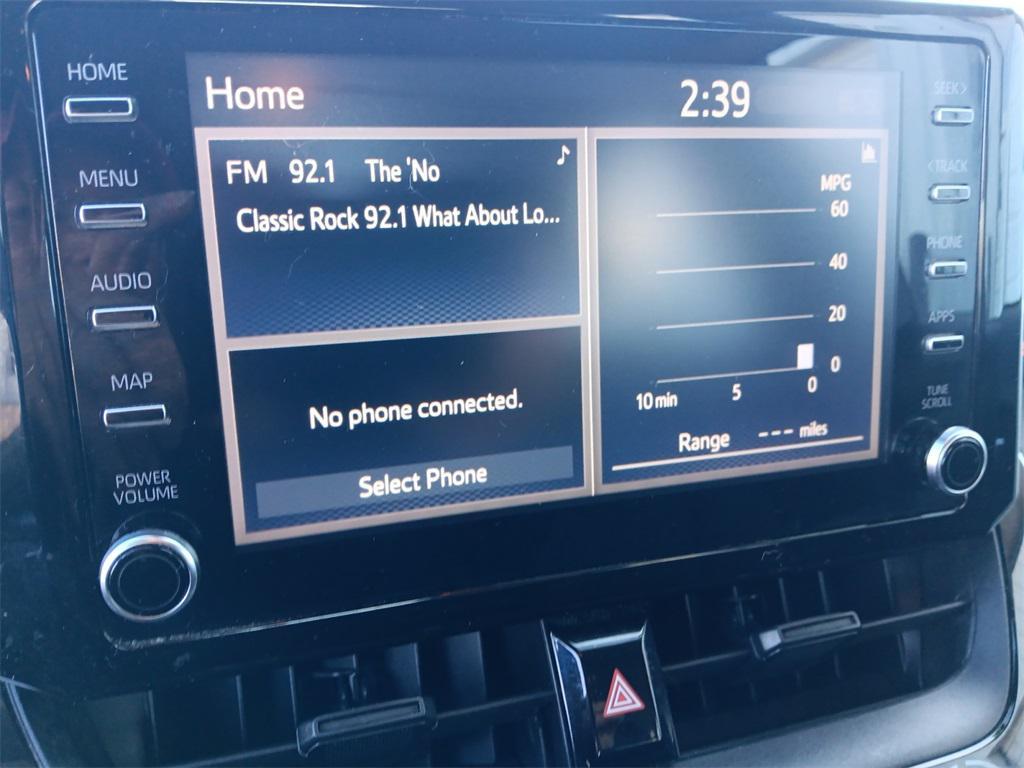 HOME
MENU
AUDIO
MAP
POWER
VOLUME
Home
2:39
FM 92.1 The 'No
Classic Rock 92.1 What About Lo...
No phone connected.
Select Phone
MPG
60
40
20
0
10 min 5 0
Range --- miles
SEEK>
<TRACK
PHONE
APPS
TUNE
SCROLL